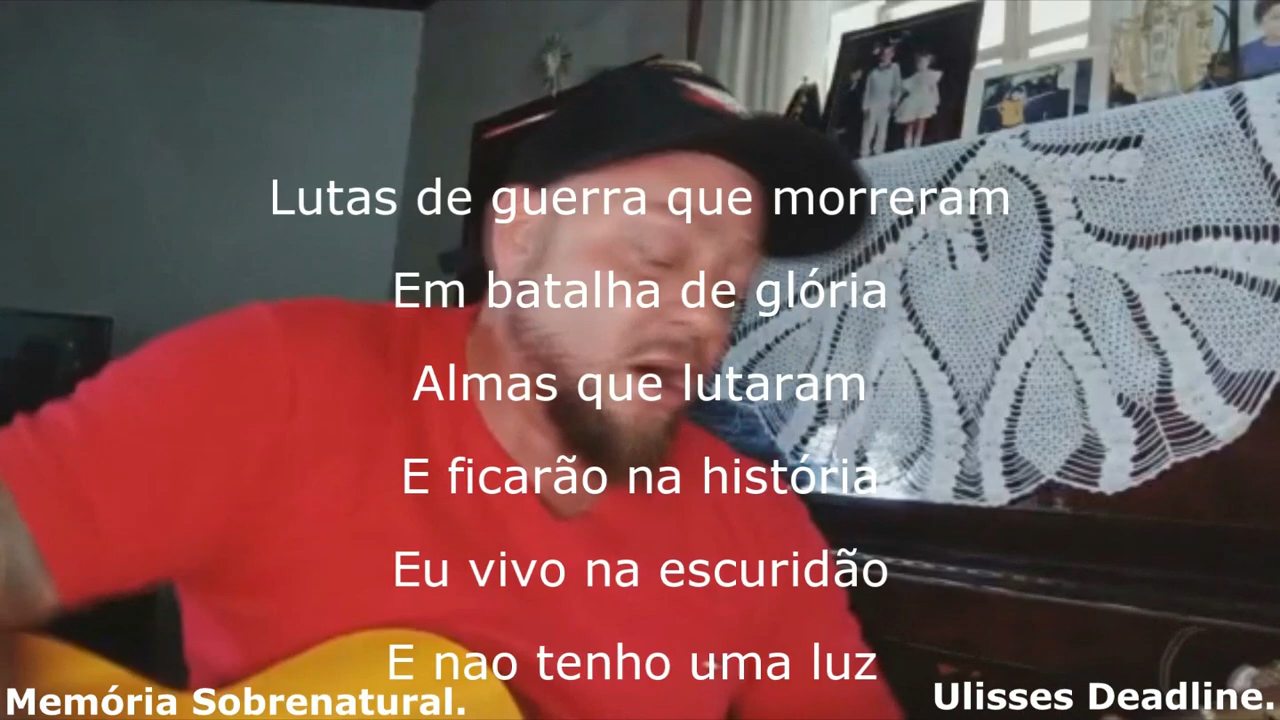 Lutas de guerra que morreram
Em batalha de glória
Almas que lutaram
E ficarão na história
Eu vivo na escuridão
E nao tenho uma luz
Memória Sobrenatural.
Ulisses Deadline.